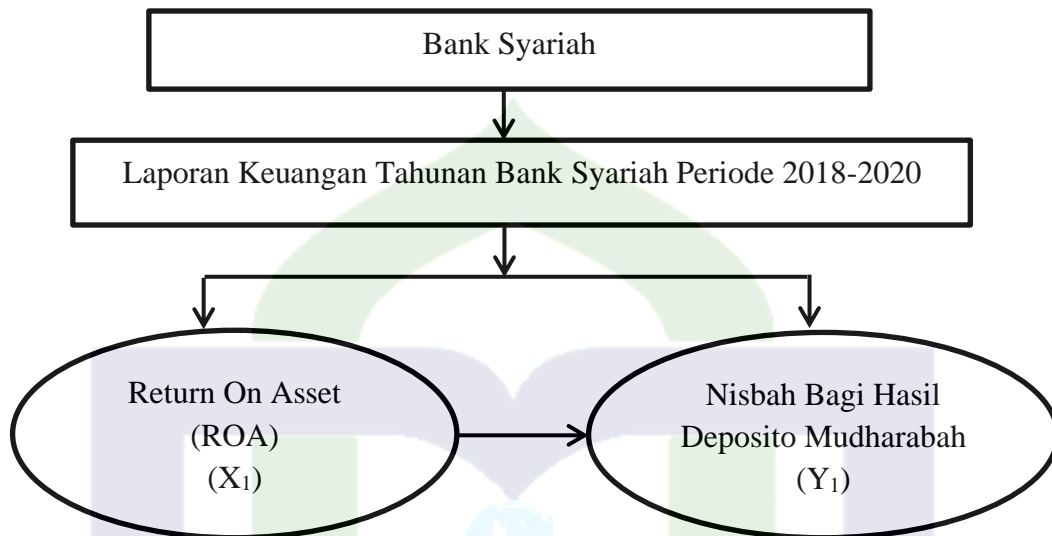 Bank Syariah
Laporan Keuangan Tahunan Bank Syariah Periode 2018-2020
Return On Asset
(ROA)
(X₁)
Nisbah Bagi Hasil
Deposito Mudharabah
(Y₁)